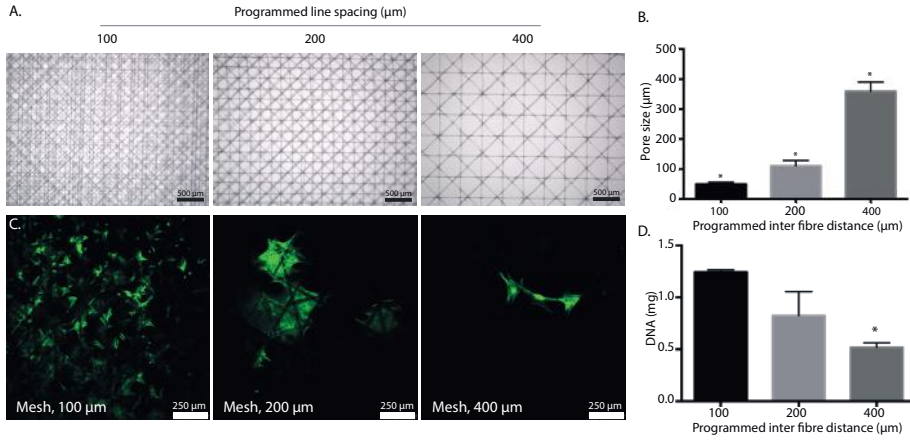 A.
Programmed line spacing (µm)
100 200 400
500 µm 500 µm 500 µm
B.
Pore size (µm)
500
400
300
200
100
0
* * *
100 200 400
Programmed inter fibre distance (µm)
C.
Mesh, 100 µm 250 µm
Mesh, 200 µm 250 µm
Mesh, 400 µm 250 µm
D.
DNA (mg)
1.5
1.0
0.5
0.0
*
100 200 400
Programmed inter fibre distance (µm)